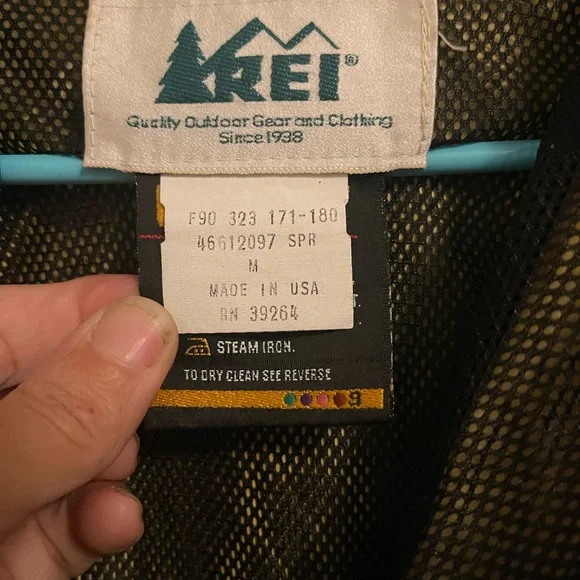 REI®
Quality Outdoor Gear and Clothing
Since 1938
F90 323 171-180
46612097 SPR
M
MADE IN USA
RN 39264
STEAM IRON.
TO DRY CLEAN SEE REVERSE
9